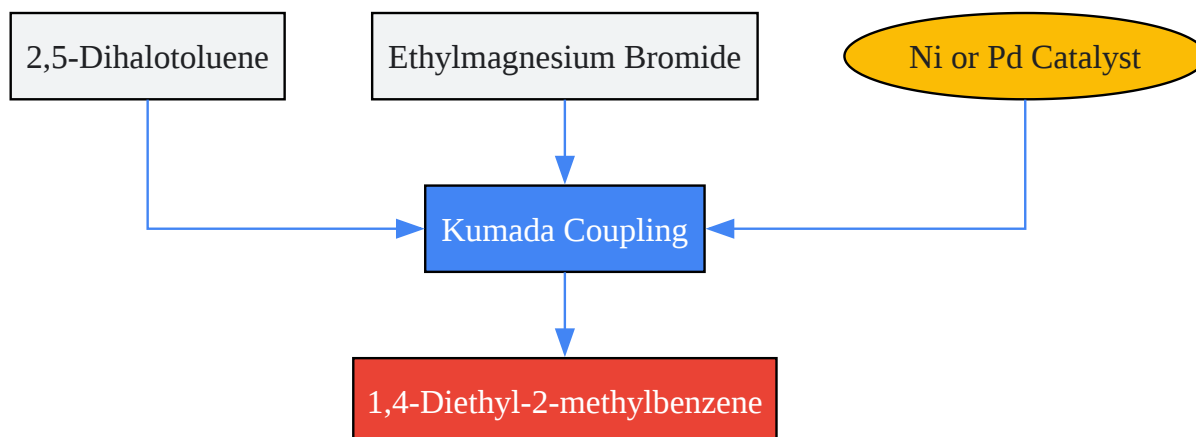 2,5-Dihalotoluene
Ethylmagnesium Bromide
Ni or Pd Catalyst
Kumada Coupling
1,4-Diethyl-2-methylbenzene